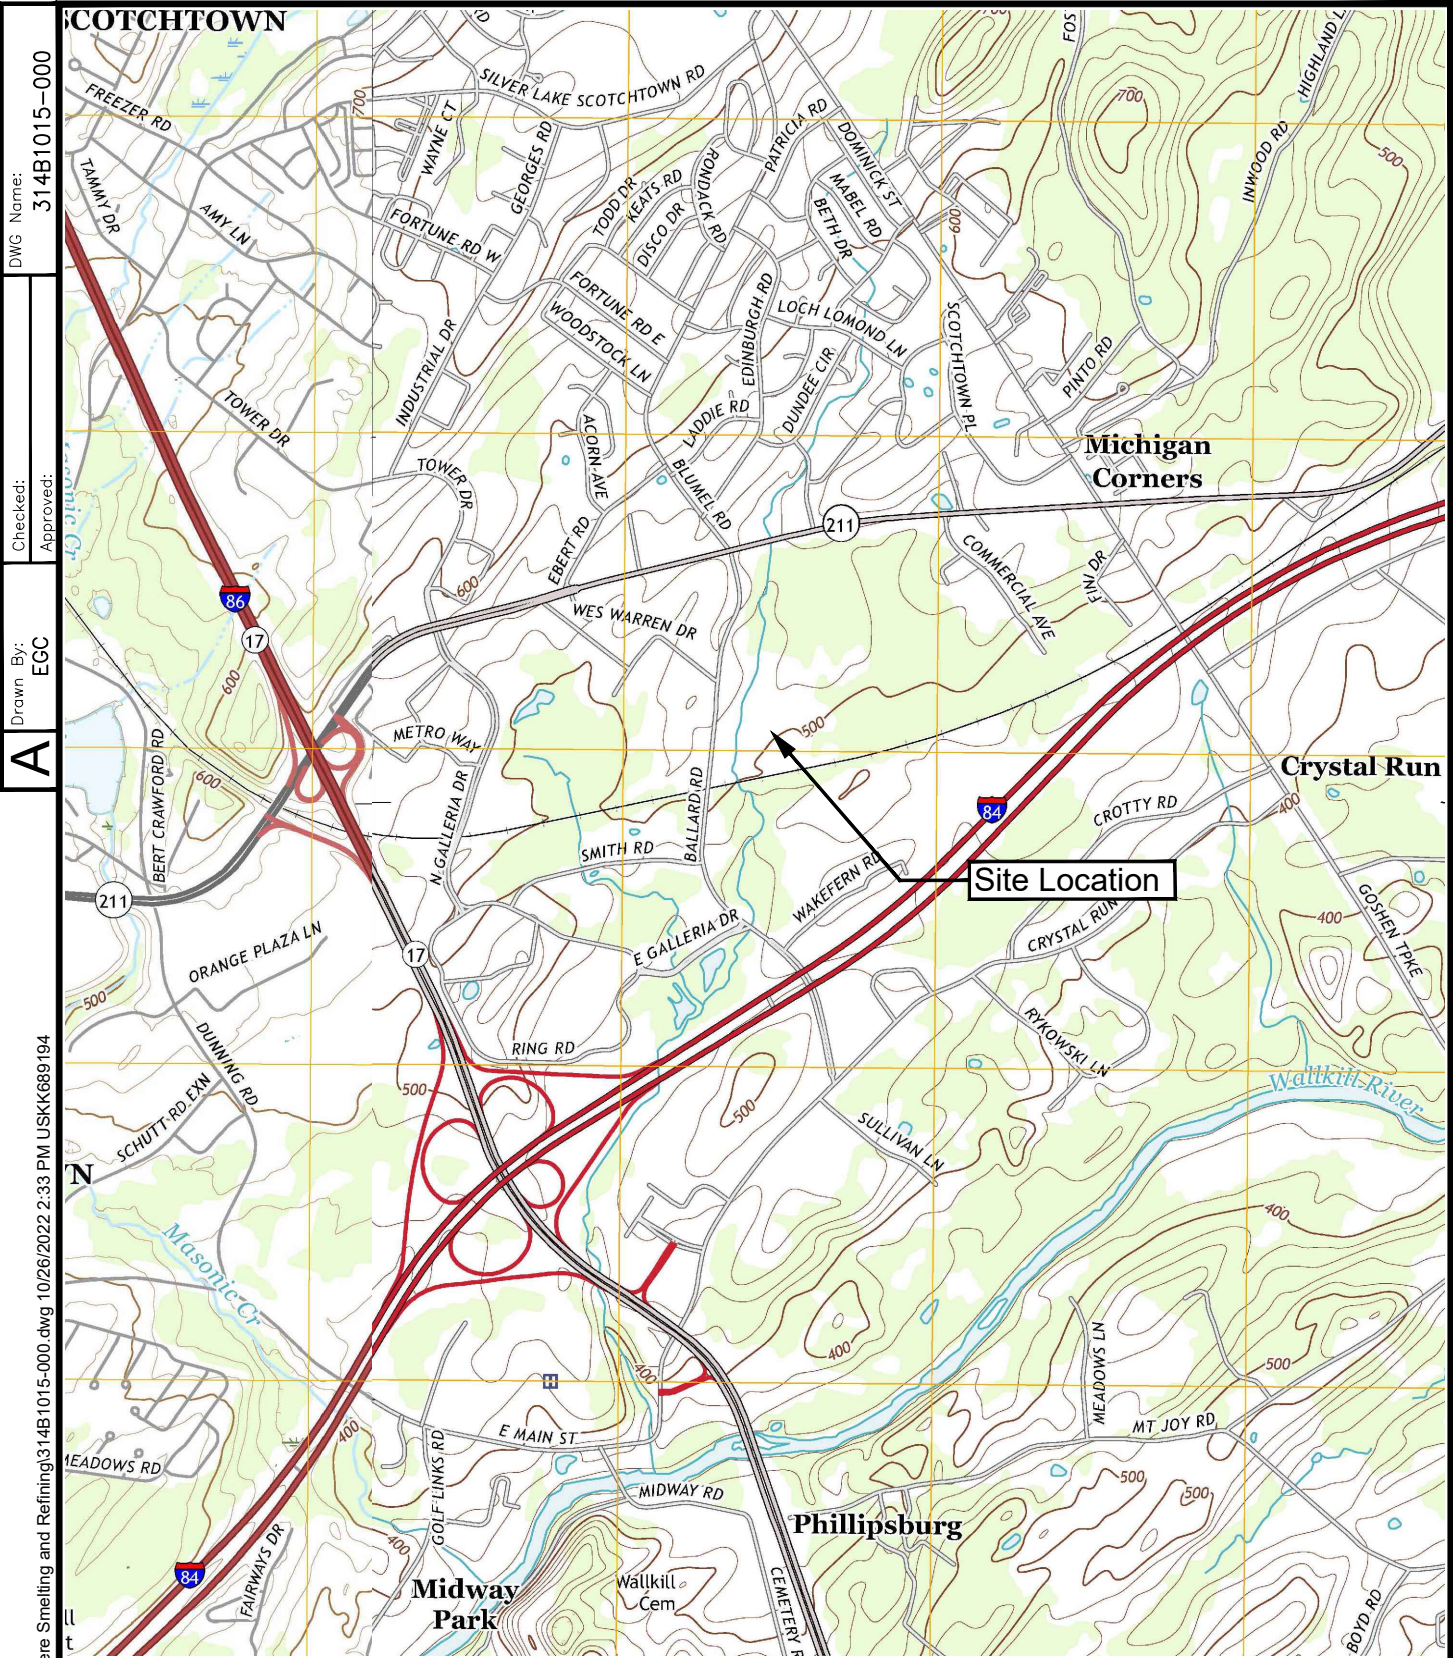 SCOTCHTOWN
FREEZER RD
TAMMY DR
AMY LN
TOWER DR
700
WAYNE CT
SILVER LAKE SCOTCHTOWN RD
GEORGES RD
FORTUNE RD W
TODD DR
KEATS RD
DISCO DR
RONDACK RD
PATRICIA RD
DOMINICK ST
MABEL RD
BETH DR
600
700
500
HIGHLAND L
INWOOD RD
FOS
RD
FORTUNE RD E
WOODSTOCK LN
EDINBURGH RD
LOCH LOMOND LN
DUNDEE CIR
SCOTCHTOWN PL
PINTO RD
INDUSTRIAL DR
LADDIE RD
ACORN AVE
BLUMEL RD
TOWER DR
EBERT RD
Michigan
Corners
211
600
COMMERCIAL AVE
FINI DR
WES WARREN DR
86
17
600
600
METRO WAY
500
BERT CRAWFORD RD
N GALLERIA DR
BALLARD RD
SMITH RD
Crystal Run
84
CROTTY RD
400
WAKEFERN RD
Site Location
211
ORANGE PLAZA LN
17
E GALLERIA DR
CRYSTAL RUN
400
GOSHEN TPKE
500
DUNNING RD
RING RD
RYKOWSKI LN
Wallkill River
500
500
SCHUTT RD EXN
SULLIVAN LN
N
Masonic Cr
400
400
400
500
MEADOWS LN
MT JOY RD
MEADOWS RD
400
E MAIN ST
GOLF LINKS RD
MIDWAY RD
500
500
Phillipsburg
400
84
FAIRWAYS DR
Midway
Park
Wallkill
Cem
CEMETERY R
BOYD RD
ll
t
DWG Name:
314B1015-000
Checked:
Approved:
Drawn By:
EGC
A
ere Smelting and Refining\314B1015-000.dwg 10/26/2022 2:33 PM USKK689194